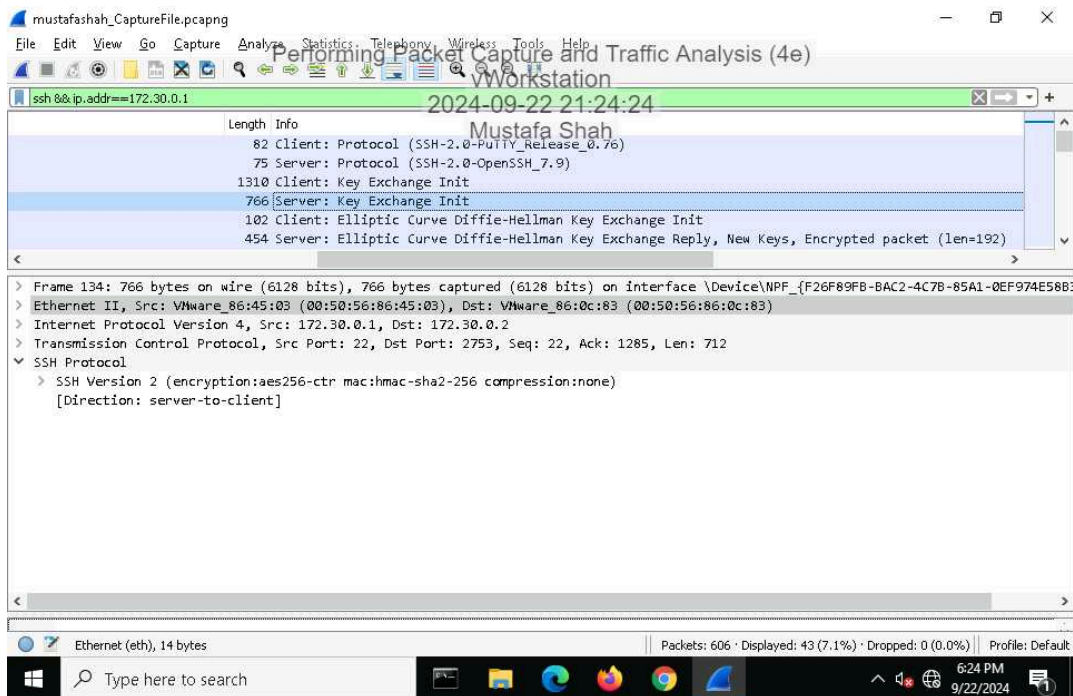 mustafashah_CaptureFile.pcapng
File Edit View Go Capture Analyze Statistics Telephony Wireless Tools Help
Performing Packet Capture and Traffic Analysis (4e)
vWorkstation
2024-09-22 21:24:24
Mustafa Shah
ssh && ip.addr==172.30.0.1
Length Info
82 Client: Protocol (SSH-2.0-PuTTY_Release_0.76)
75 Server: Protocol (SSH-2.0-OpenSSH_7.9)
1310 Client: Key Exchange Init
766 Server: Key Exchange Init
102 Client: Elliptic Curve Diffie-Hellman Key Exchange Init
454 Server: Elliptic Curve Diffie-Hellman Key Exchange Reply, New Keys, Encrypted packet (len=192)
Frame 134: 766 bytes on wire (6128 bits), 766 bytes captured (6128 bits) on interface \Device\NPF_{F26F89FB-BAC2-4C7B-85A1-0EF974E58B3
Ethernet II, Src: VMware_86:45:03 (00:50:56:86:45:03), Dst: VMware_86:0c:83 (00:50:56:86:0c:83)
Internet Protocol Version 4, Src: 172.30.0.1, Dst: 172.30.0.2
Transmission Control Protocol, Src Port: 22, Dst Port: 2753, Seq: 22, Ack: 1285, Len: 712
SSH Protocol
SSH Version 2 (encryption:aes256-ctr mac:hmac-sha2-256 compression:none)
[Direction: server-to-client]
Ethernet (eth), 14 bytes
Packets: 606 · Displayed: 43 (7.1%) · Dropped: 0 (0.0%)
Profile: Default
Type here to search
6:24 PM
9/22/2024